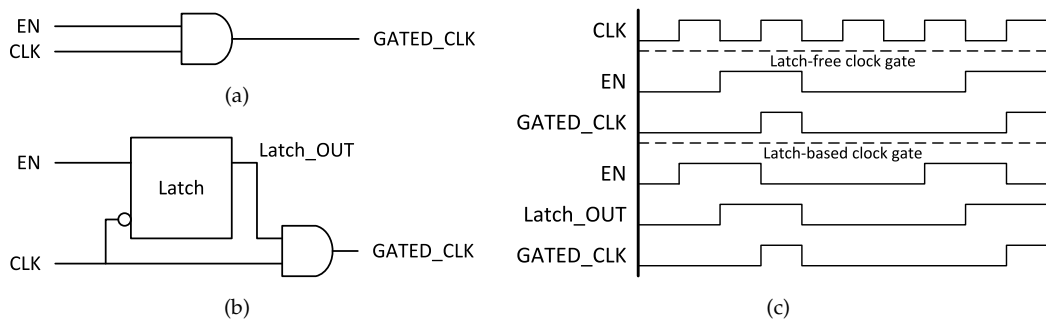 EN
CLK
GATED_CLK
(a)
EN
Latch
Latch_OUT
CLK
GATED_CLK
(b)
CLK
Latch-free clock gate
EN
GATED_CLK
Latch-based clock gate
EN
Latch_OUT
GATED_CLK
(c)